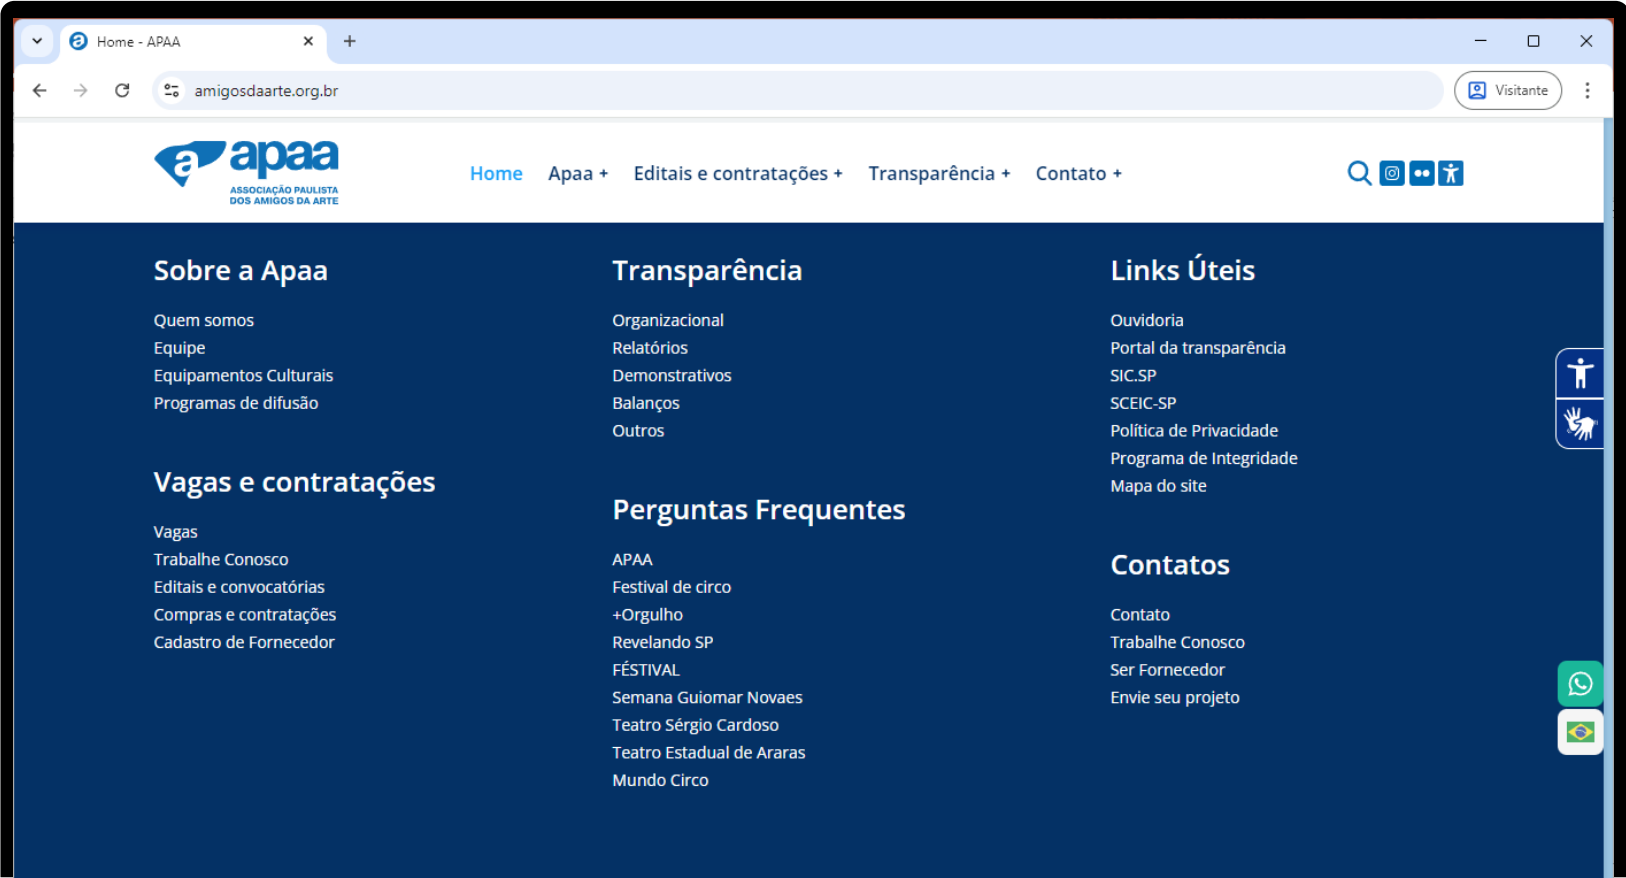 Home - APAA
amigosdaarte.org.br
Visitante
apaa
ASSOCIAÇÃO PAULISTA
DOS AMIGOS DA ARTE
Home
Apaa +
Editais e contratações +
Transparência +
Contato +
Sobre a Apaa
Quem somos
Equipe
Equipamentos Culturais
Programas de difusão
Vagas e contratações
Vagas
Trabalhe Conosco
Editais e convocatórias
Compras e contratações
Cadastro de Fornecedor
Transparência
Organizacional
Relatórios
Demonstrativos
Balanços
Outros
Perguntas Frequentes
APAA
Festival de circo
+Orgulho
Revelando SP
FÉSTIVAL
Semana Guiomar Novaes
Teatro Sérgio Cardoso
Teatro Estadual de Araras
Mundo Circo
Links Úteis
Ouvidoria
Portal da transparência
SIC.SP
SCEIC-SP
Política de Privacidade
Programa de Integridade
Mapa do site
Contatos
Contato
Trabalhe Conosco
Ser Fornecedor
Envie seu projeto